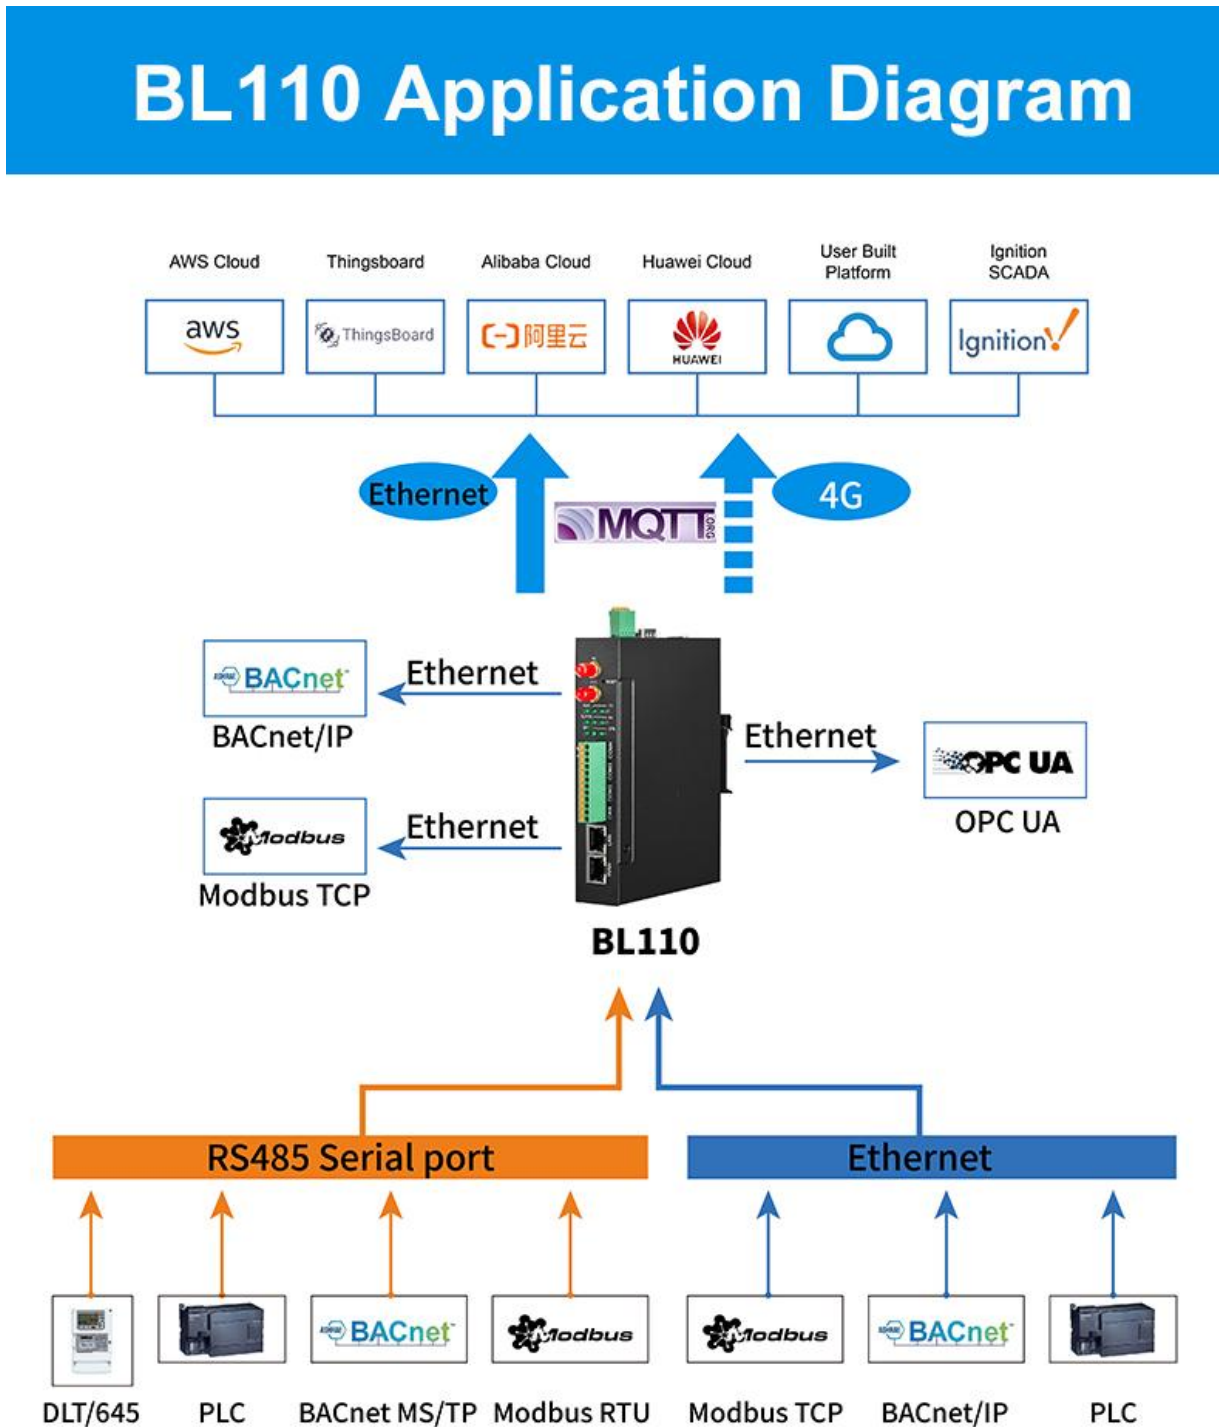 BL110 Application Diagram
AWS Cloud
Thingsboard
Alibaba Cloud
Huawei Cloud
User Built
Platform
Ignition
SCADA
aws
ThingsBoard
阿里云
HUAWEI
Ignition!
Ethernet
MQTT.ORG
4G
BACnet
BACnet/IP
Ethernet
Modbus
Modbus TCP
Ethernet
Ethernet
OPC UA
OPC UA
BL110
RS485 Serial port
Ethernet
BACnet
Modbus
Modbus
BACnet
DLT/645
PLC
BACnet MS/TP
Modbus RTU
Modbus TCP
BACnet/IP
PLC